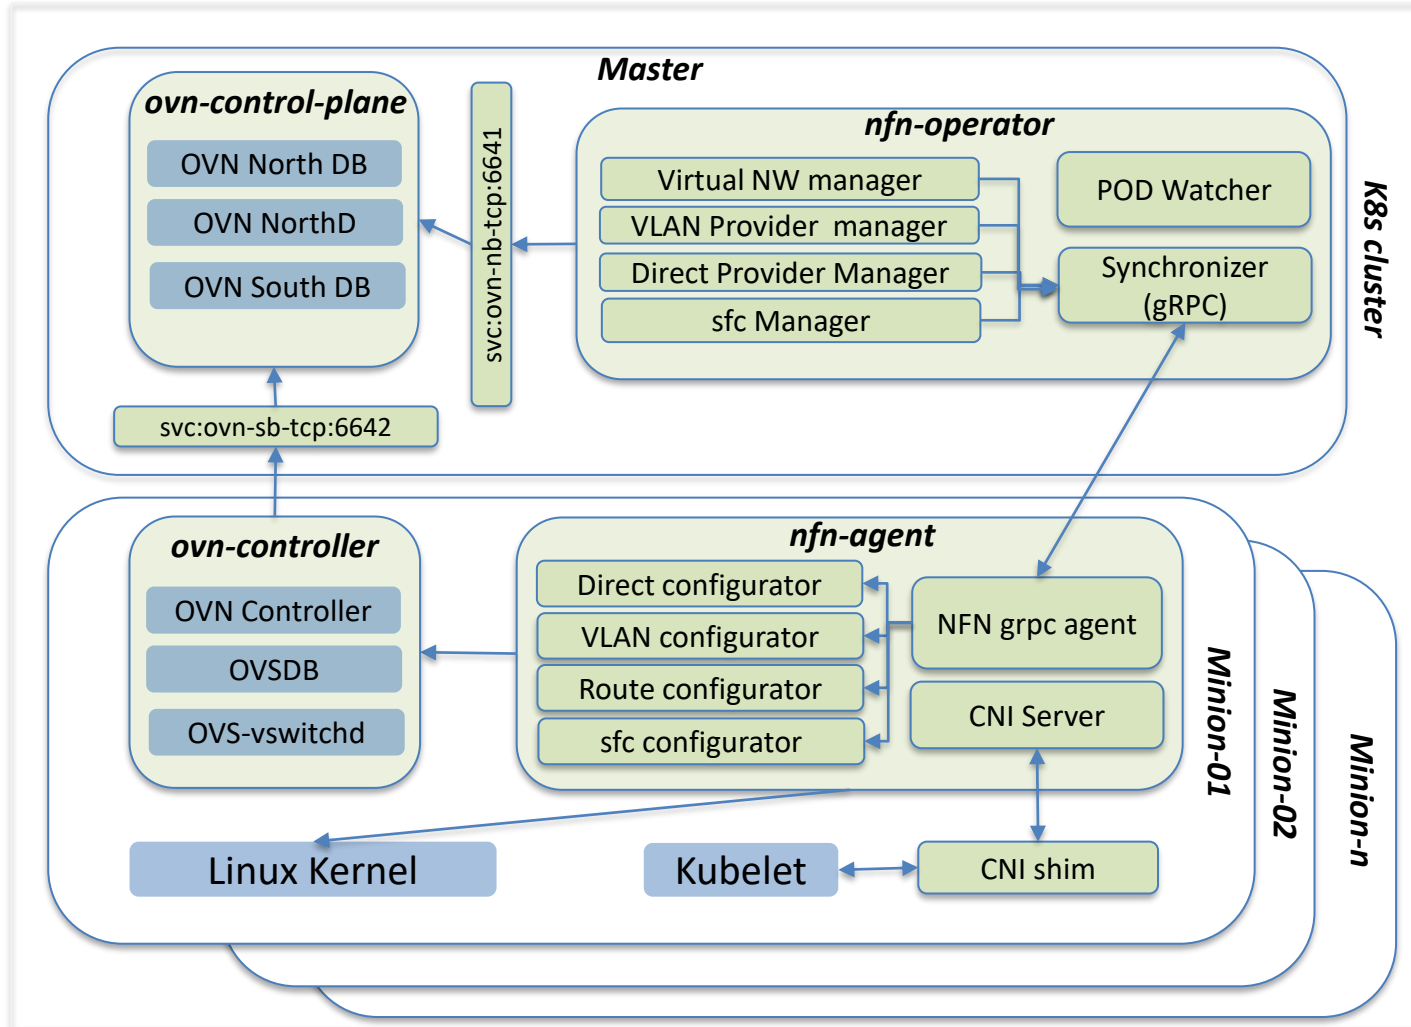 Master
ovn-control-plane
OVN North DB
OVN NorthD
OVN South DB
svc:ovn-nb-tcp:6641
nfn-operator
Virtual NW manager
VLAN Provider  manager
Direct Provider Manager
sfc Manager
POD Watcher
Synchronizer
(gRPC)
K8s cluster
svc:ovn-sb-tcp:6642
ovn-controller
OVN Controller
OVSDB
OVS-vswitchd
nfn-agent
Direct configurator
VLAN configurator
Route configurator
sfc configurator
NFN grpc agent
CNI Server
Linux Kernel
Kubelet
CNI shim
Minion-01
Minion-02
Minion-n